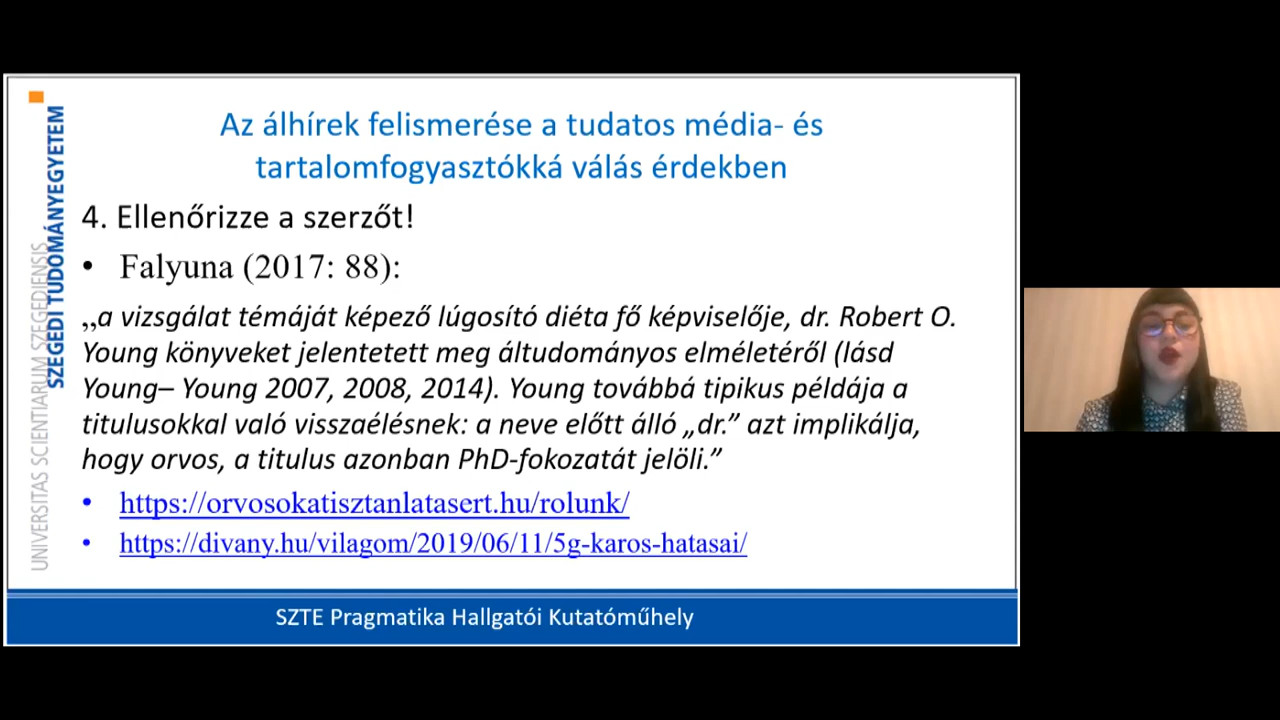 Az álhírek felismerése a tudatos média- és
tartalomfogyasztókká válás érdekben
4. Ellenőrizze a szerzőt!
• Falyuna (2017: 88):
„a vizsgálat témáját képező lúgosító diéta fő képviselője, dr. Robert O.
Young könyveket jelentetett meg áltudományos elméletéről (lásd
Young– Young 2007, 2008, 2014). Young továbbá tipikus példája a
titulusokkal való visszaélésnek: a neve előtt álló „dr.” azt implikálja,
hogy orvos, a titulus azonban PhD-fokozatát jelöli.”
• https://orvosokatisztanlatasert.hu/rolunk/
• https://divany.hu/vilagom/2019/06/11/5g-karos-hatasai/
SZTE Pragmatika Hallgatói Kutatóműhely
UNIVERSITAS SCIENTIARUM SZEGEDIENSIS
SZEGEDI TUDOMÁNYEGYETEM